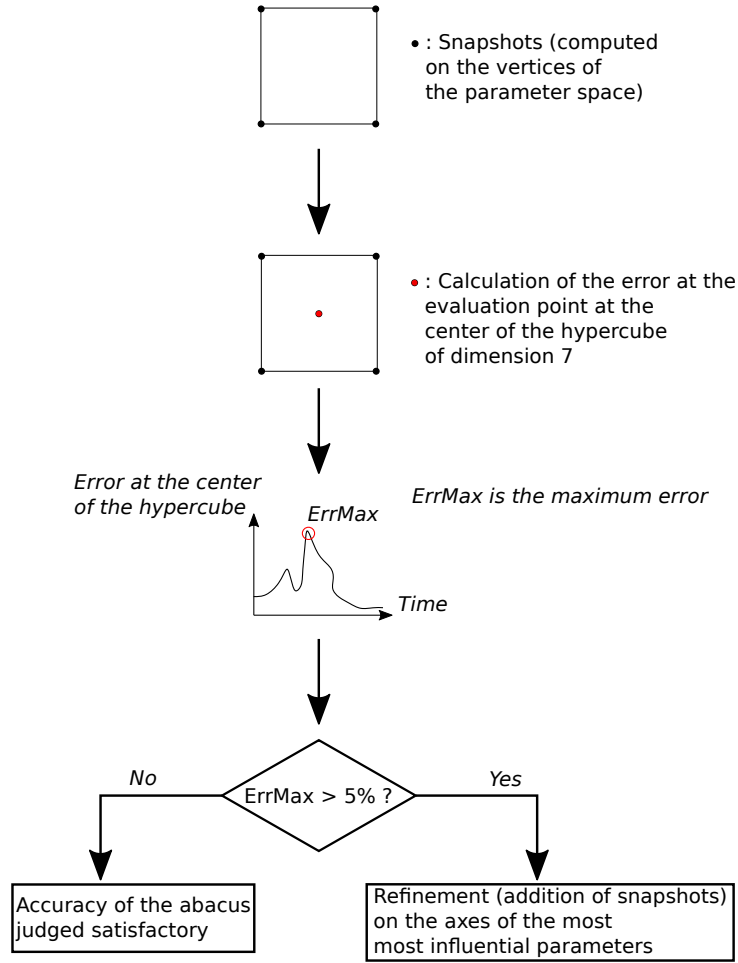 : Snapshots (computed
on the vertices of
the parameter space)
: Calculation of the error at the
evaluation point at the
center of the hypercube
of dimension 7
Error at the center
of the hypercube
ErrMax is the maximum error
ErrMax
Time
ErrMax > 5% ?
No
Yes
Accuracy of the abacus
judged satisfactory
Refinement (addition of snapshots)
on the axes of the most
most influential parameters